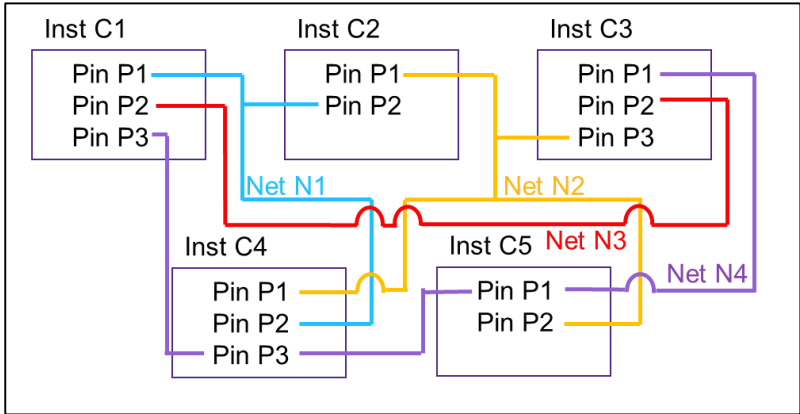 Inst C1
Pin P1
Pin P2
Pin P3
Inst C2
Pin P1
Pin P2
Inst C3
Pin P1
Pin P2
Pin P3
Net N1
Net N2
Net N3
Net N4
Inst C4
Pin P1
Pin P2
Pin P3
Inst C5
Pin P1
Pin P2